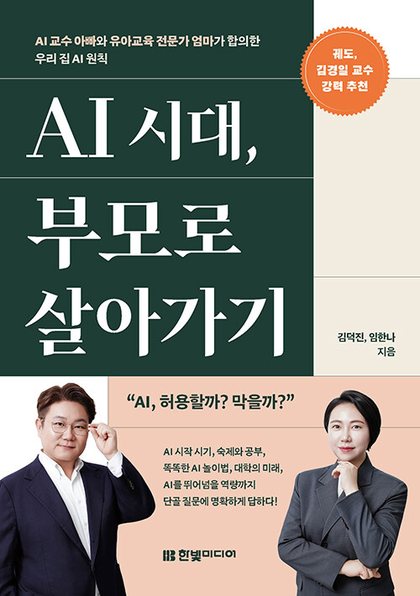 AI 교수 아빠와 유아교육 전문가 엄마가 합의한
우리 집 AI 원칙
궤도,
김경일 교수
강력 추천
AI 시대,
부모로
살아가기
김덕진, 임한나
지음
“AI, 허용할까? 막을까?”
AI 시작 시기, 숙제와 공부,
똑똑한 AI 놀이법, 대학의 미래,
AI를 뛰어넘을 역량까지
단골 질문에 명확하게 답하다!
HB 한빛미디어